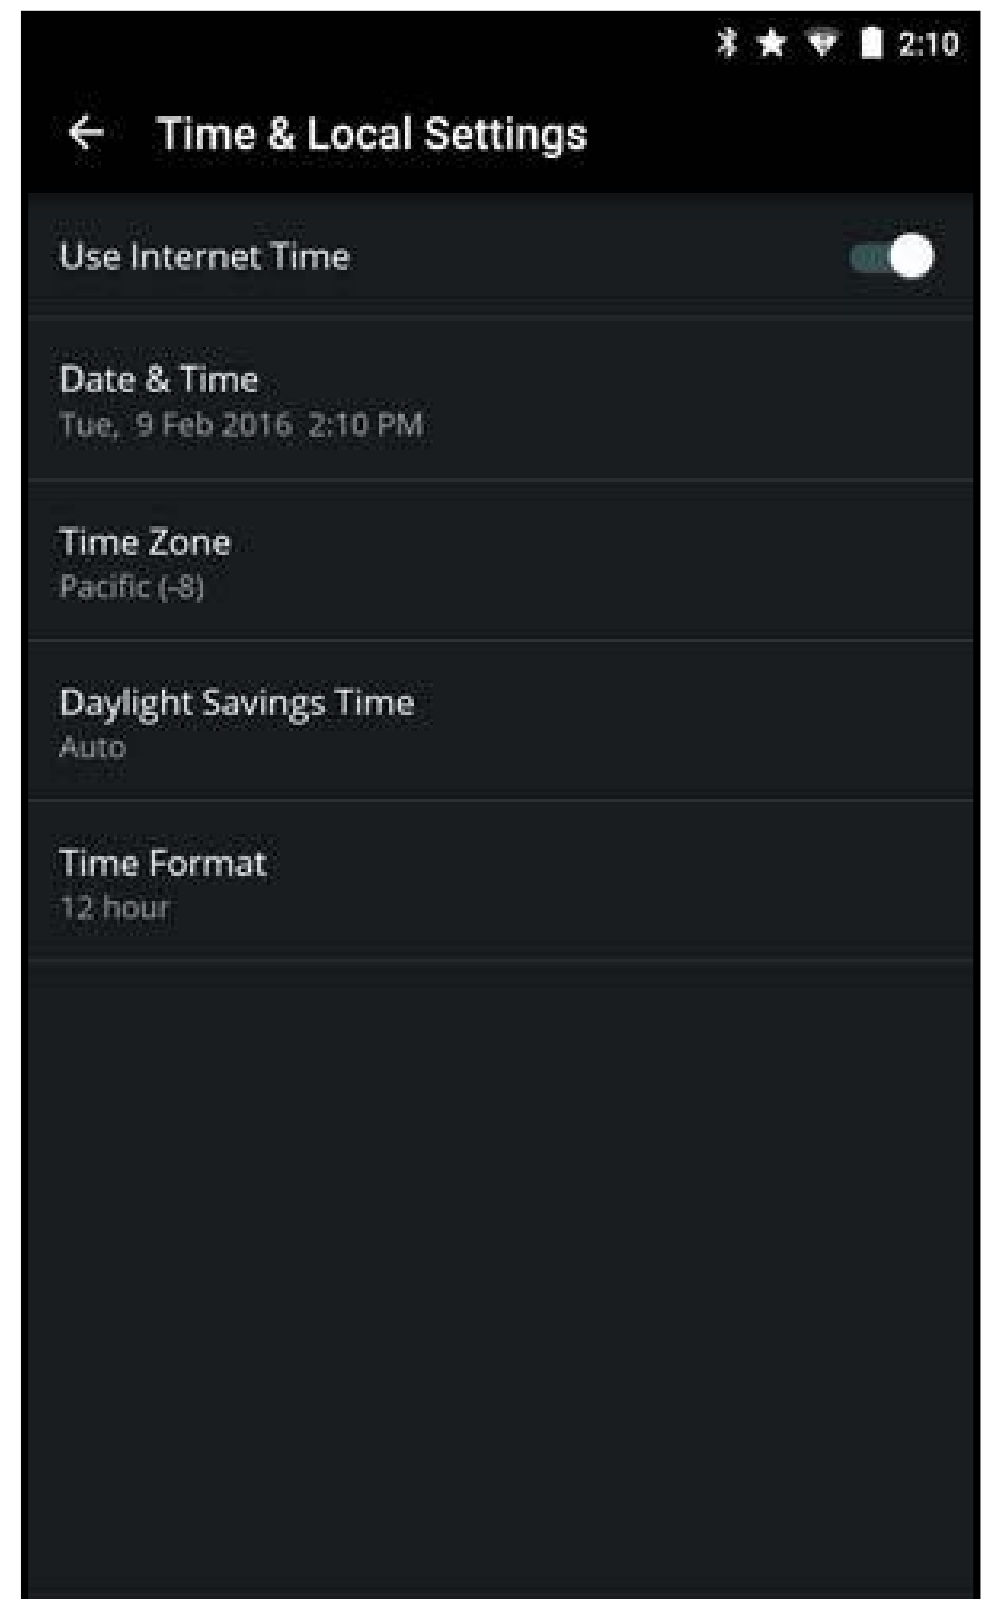 2:10
Time & Local Settings
Use Internet Time
Date & Time
Tue, 9 Feb 2016 2:10 PM
Time Zone
Pacific (-8)
Daylight Savings Time
Auto
Time Format
12 hour